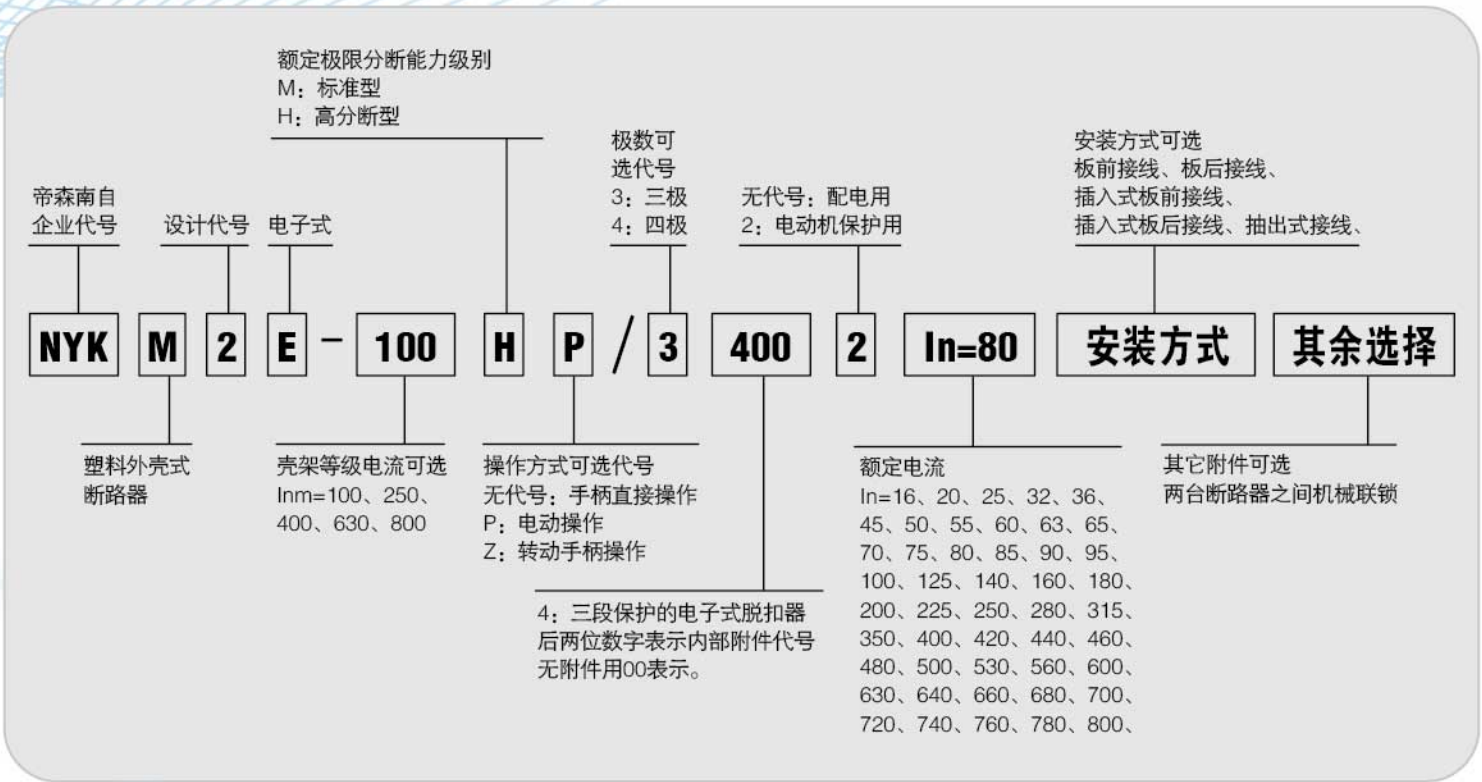 额定极限分断能力级别
M：标准型
H：高分断型
极数可
选代号
3：三极
4：四极
安装方式可选
板前接线、板后接线、
插入式板前接线、
插入式板后接线、抽出式接线、
帝森南自
企业代号
设计代号
电子式
无代号：配电用
2：电动机保护用
NYK M 2 E - 100 H P / 3 400 2 In=80 安装方式 其余选择
塑料外壳式
断路器
壳架等级电流可选
Inm=100、250、
400、630、800
操作方式可选代号
无代号：手柄直接操作
P：电动操作
Z：转动手柄操作
4：三段保护的电子式脱扣器
后两位数字表示内部附件代号
无附件用00表示。
额定电流
In=16、20、25、32、36、
45、50、55、60、63、65、
70、75、80、85、90、95、
100、125、140、160、180、
200、225、250、280、315、
350、400、420、440、460、
480、500、530、560、600、
630、640、660、680、700、
720、740、760、780、800、
其它附件可选
两台断路器之间机械联锁